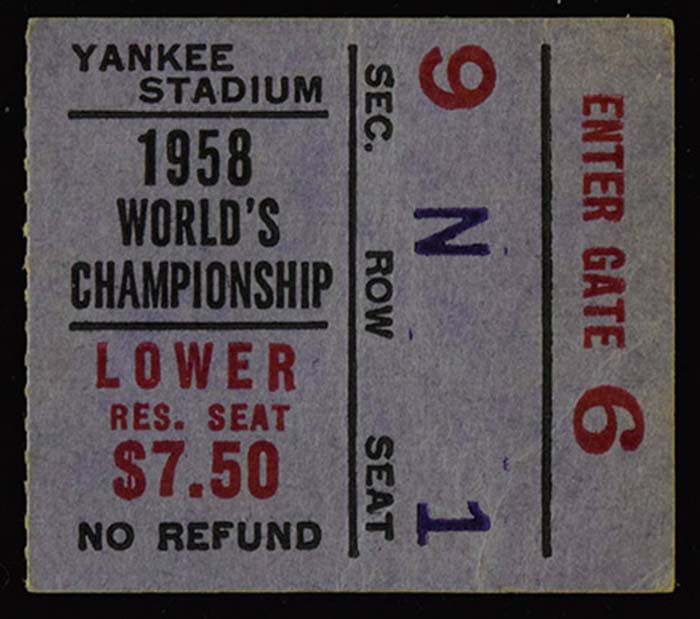 YANKEE
STADIUM
1958
WORLD'S
CHAMPIONSHIP
LOWER
RES. SEAT
$7.50
NO REFUND
SEC. ROW SEAT
9 N 1
ENTER GATE 6